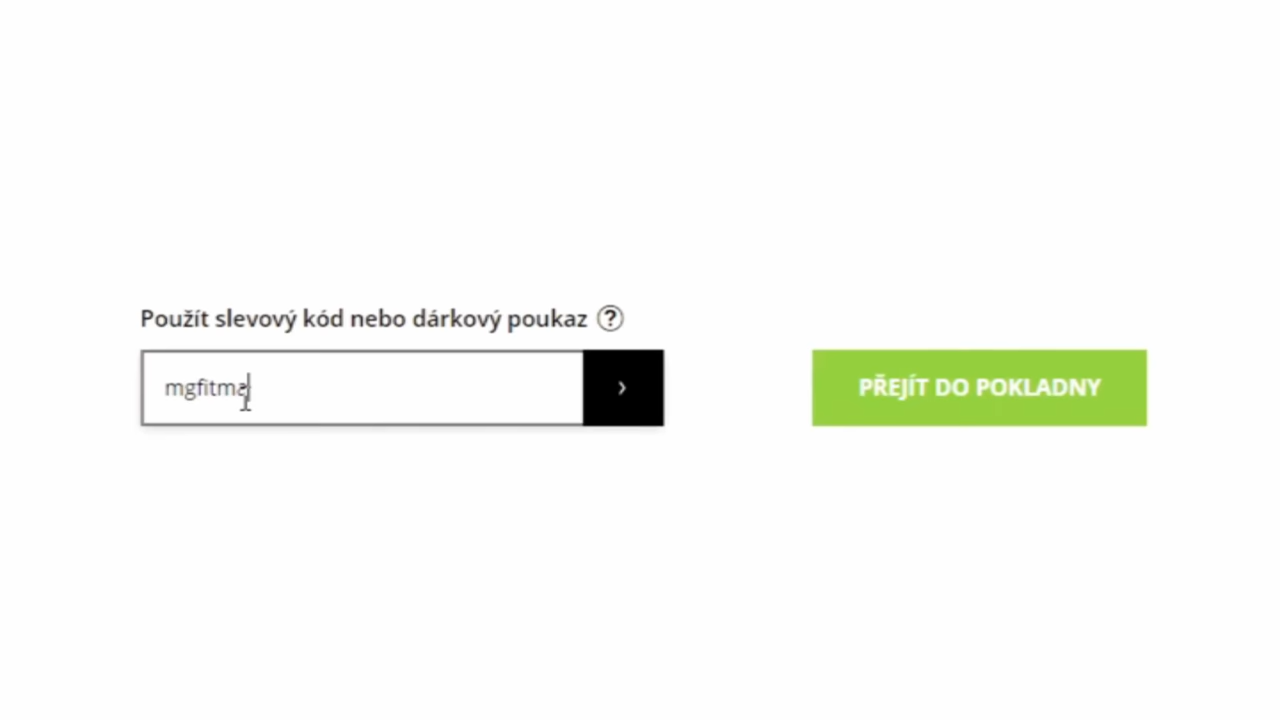 Použít slevový kód nebo dárkový poukaz ?
mgfitma
PŘEJÍT DO POKLADNY